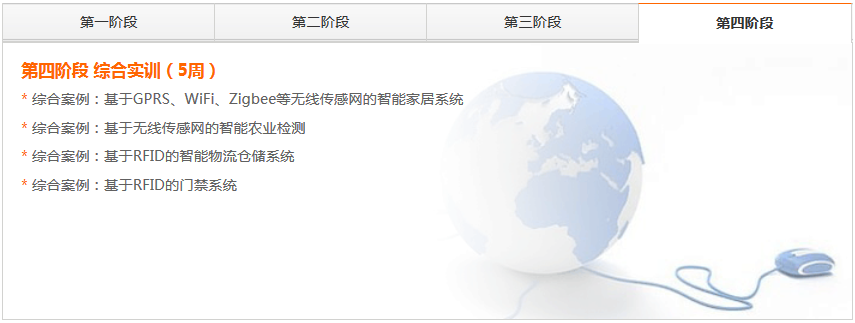 第一阶段
第二阶段
第三阶段
第四阶段
第四阶段 综合实训（5周）
* 综合案例：基于GPRS、WiFi、Zigbee等无线传感网的智能家居系统
* 综合案例：基于无线传感网的智能农业检测
* 综合案例：基于RFID的智能物流仓储系统
* 综合案例：基于RFID的门禁系统